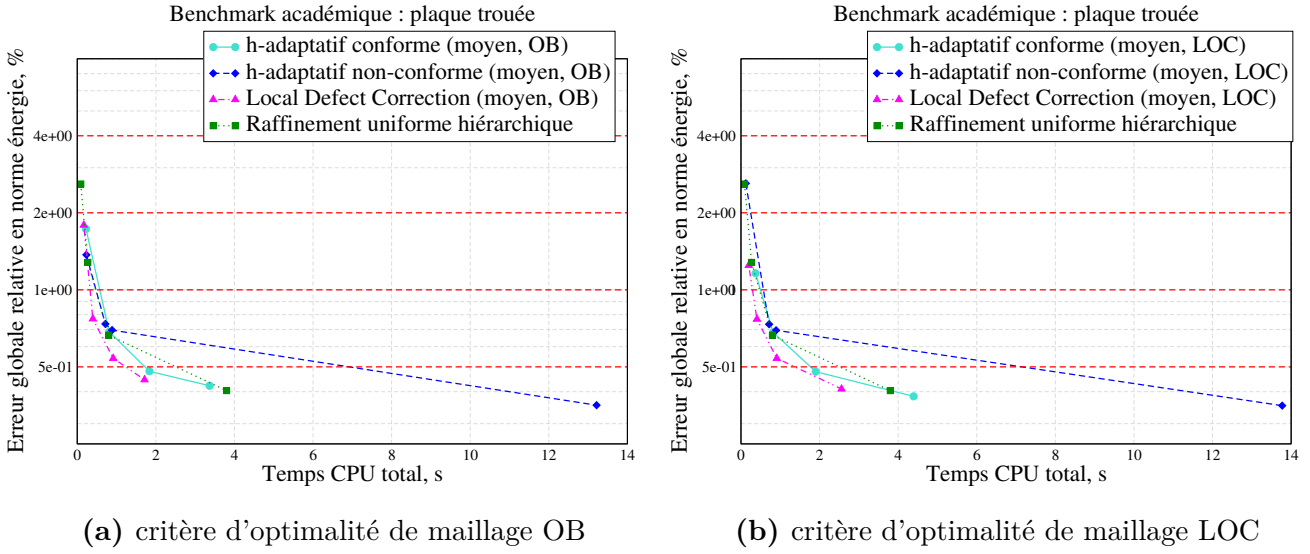 Benchmark académique : plaque trouée
h-adaptatif conforme (moyen, OB)
h-adaptatif non-conforme (moyen, OB)
Local Defect Correction (moyen, OB)
Raffinement uniforme hiérarchique
Erreur globale relative en norme énergie, %
4e+00
2e+00
1e+00
5e-01
0 2 4 6 8 10 12 14
Temps CPU total, s
(a) critère d'optimalité de maillage OB
Benchmark académique : plaque trouée
h-adaptatif conforme (moyen, LOC)
h-adaptatif non-conforme (moyen, LOC)
Local Defect Correction (moyen, LOC)
Raffinement uniforme hiérarchique
Erreur globale relative en norme énergie, %
4e+00
2e+00
1e+00
5e-01
0 2 4 6 8 10 12 14
Temps CPU total, s
(b) critère d'optimalité de maillage LOC